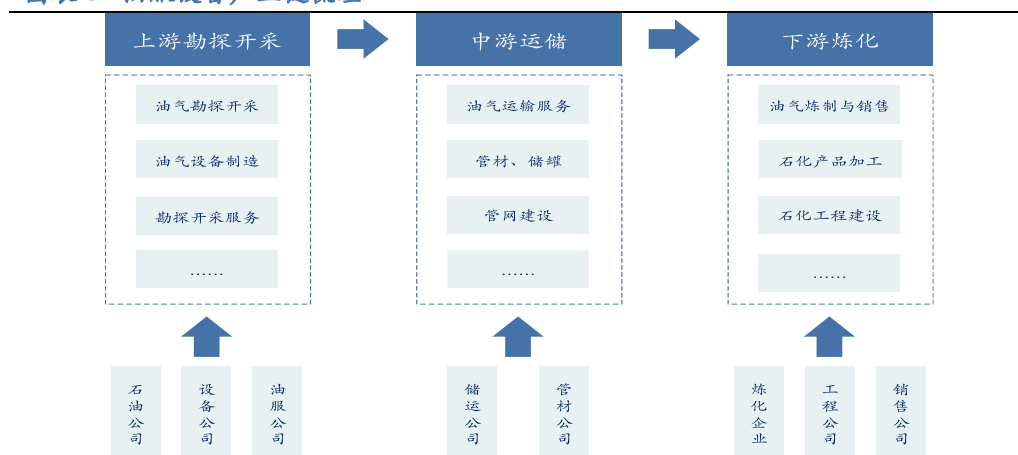 上游勘探开采
中游运储
下游炼化
油气勘探开采
油气设备制造
勘探开采服务
......
油气运输服务
管材、储罐
管网建设
......
油气炼制与销售
石化产品加工
石化工程建设
......
石油公司
设备公司
油服公司
储运公司
管材公司
炼化企业
工程公司
销售公司